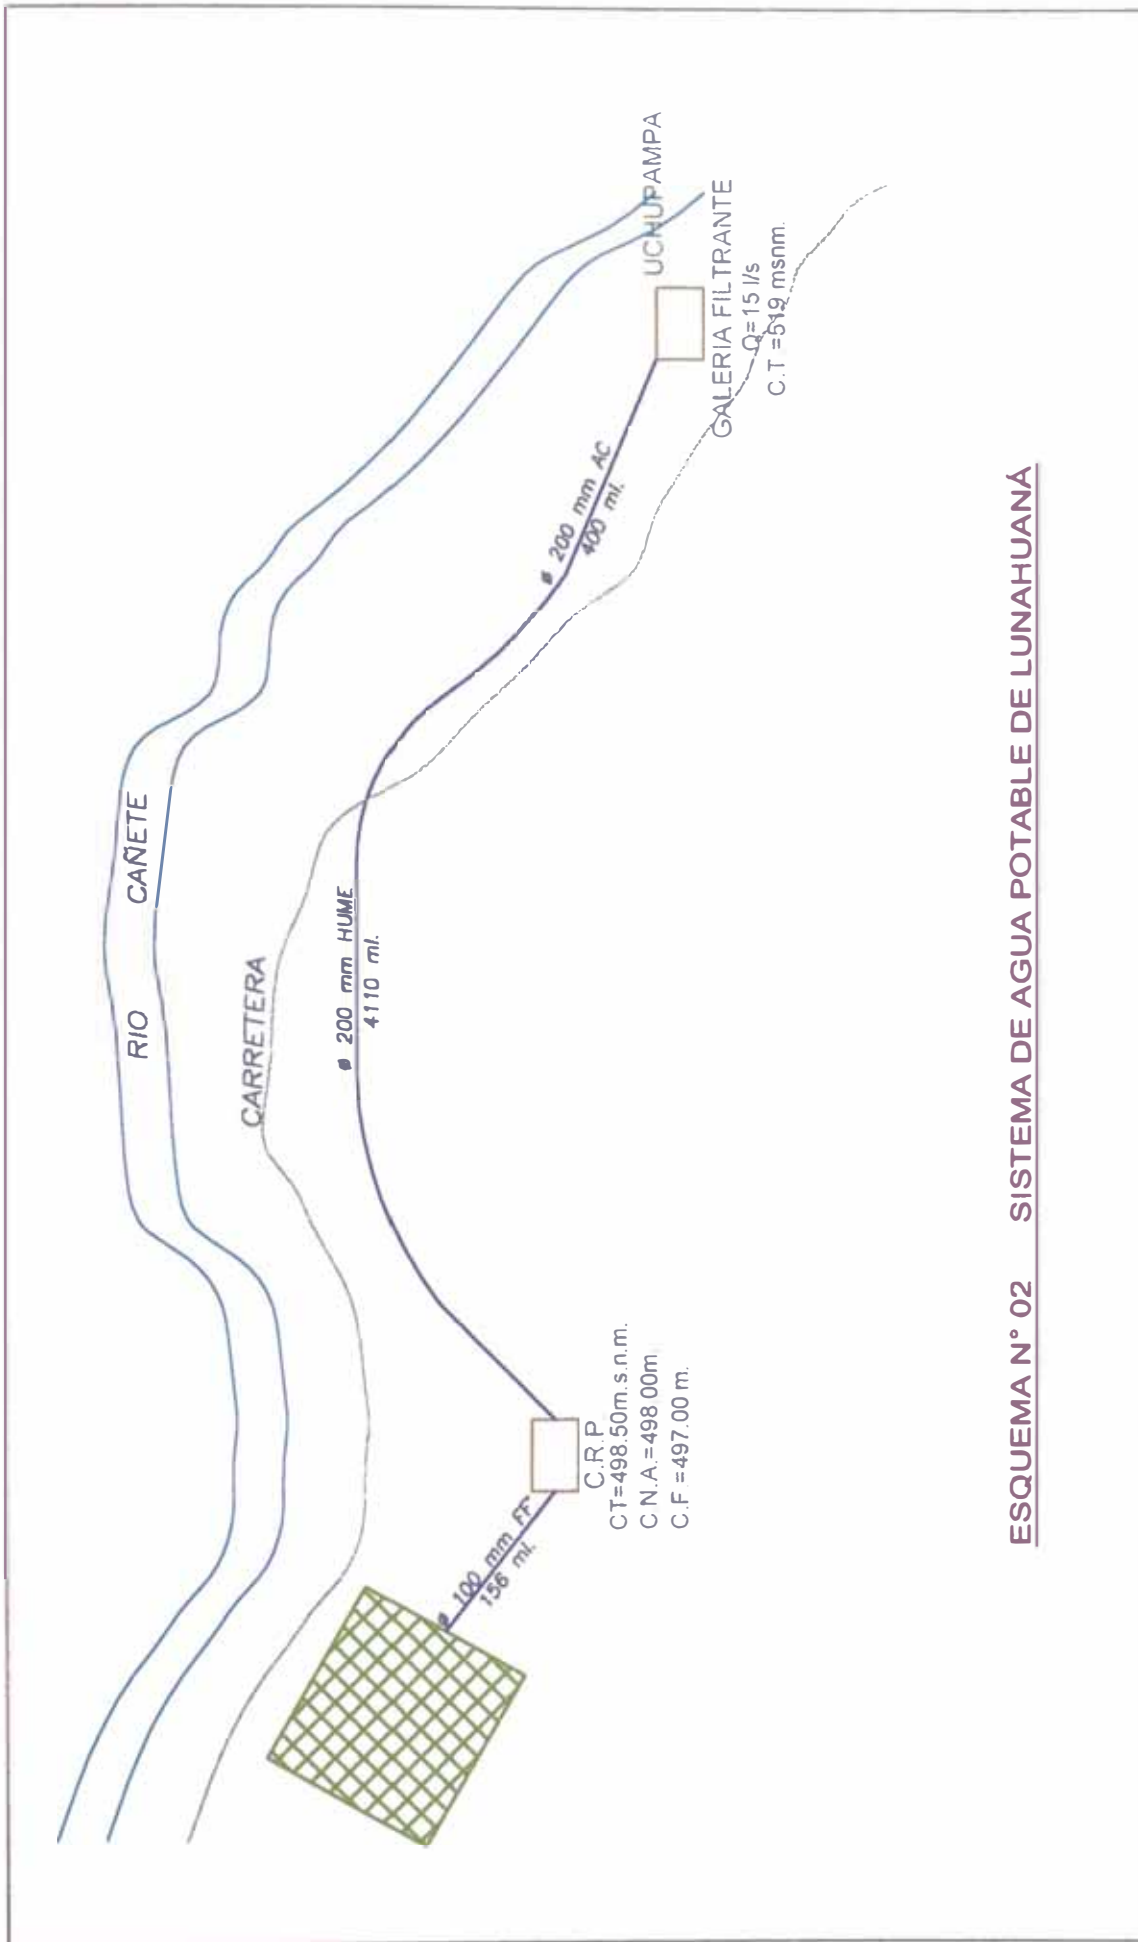 RIO CAÑETE
CARRETERA
UCHUPAMPA
GALERIA FILTRANTE
Q=15 l/s
C.T =519 msnm.
ø 200 mm AC
400 ml.
ø 200 mm HUME
4110 ml.
C.R.P.
CT=498.50m.s.n.m.
C.N.A.=498.00m.
C.F =497.00 m.
ø 100 mm FF
156 ml.
ESQUEMA N° 02 SISTEMA DE AGUA POTABLE DE LUNAHUANÁ